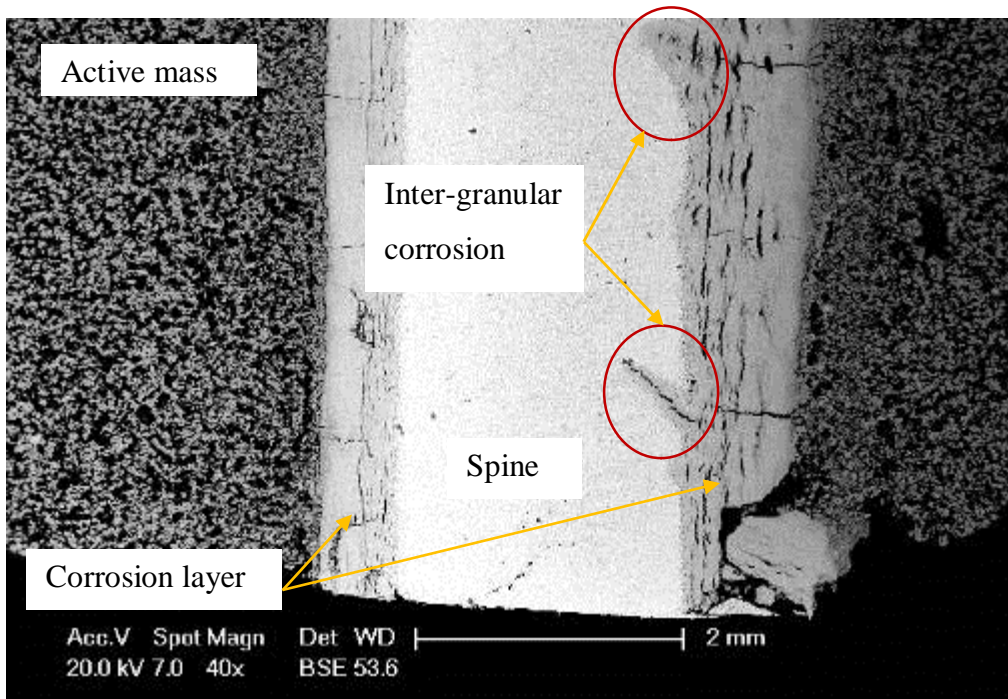 Active mass
Inter-granular
corrosion
Spine
Corrosion layer
Acc.V Spot Magn Det WD 2 mm
20.0 kV 7.0 40x BSE 53.6